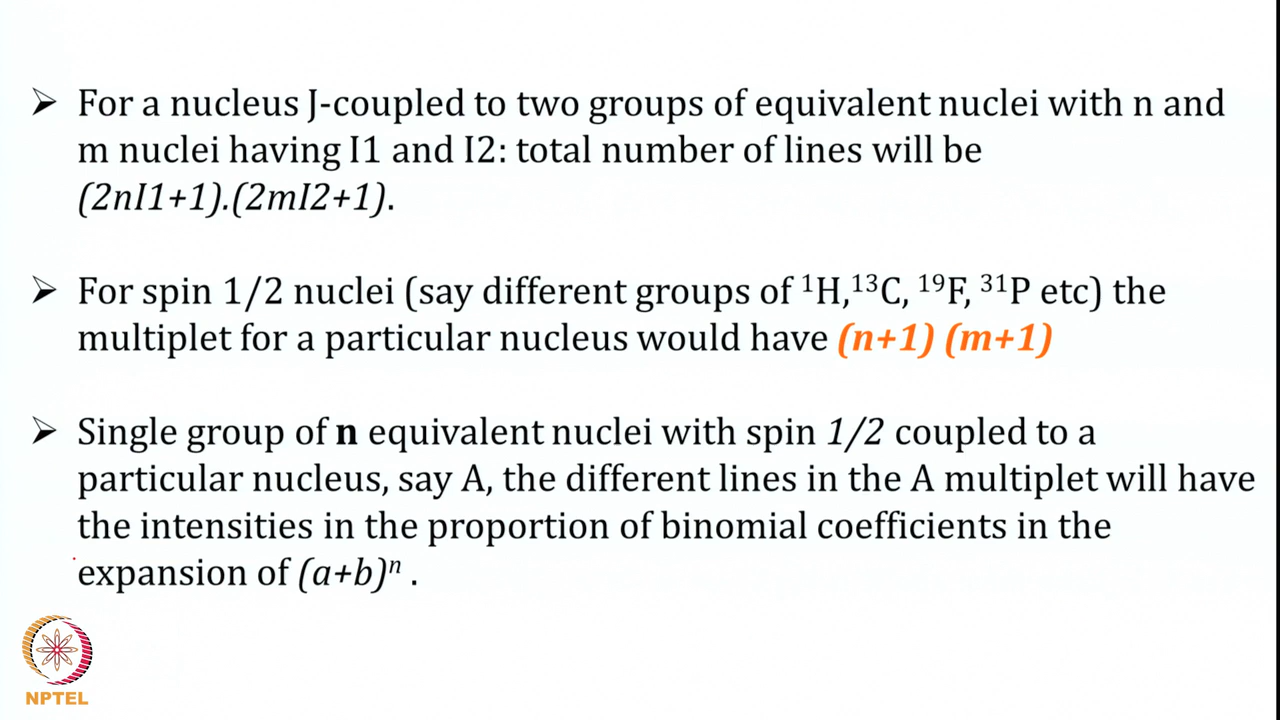 ➤ For a nucleus J-coupled to two groups of equivalent nuclei with n and
m nuclei having I1 and I2: total number of lines will be
(2nI1+1).(2mI2+1).
➤ For spin 1/2 nuclei (say different groups of ¹H,¹³C, ¹⁹F, ³¹P etc) the
multiplet for a particular nucleus would have (n+1) (m+1)
➤ Single group of n equivalent nuclei with spin 1/2 coupled to a
particular nucleus, say A, the different lines in the A multiplet will have
the intensities in the proportion of binomial coefficients in the
expansion of (a+b)ⁿ .
NPTEL